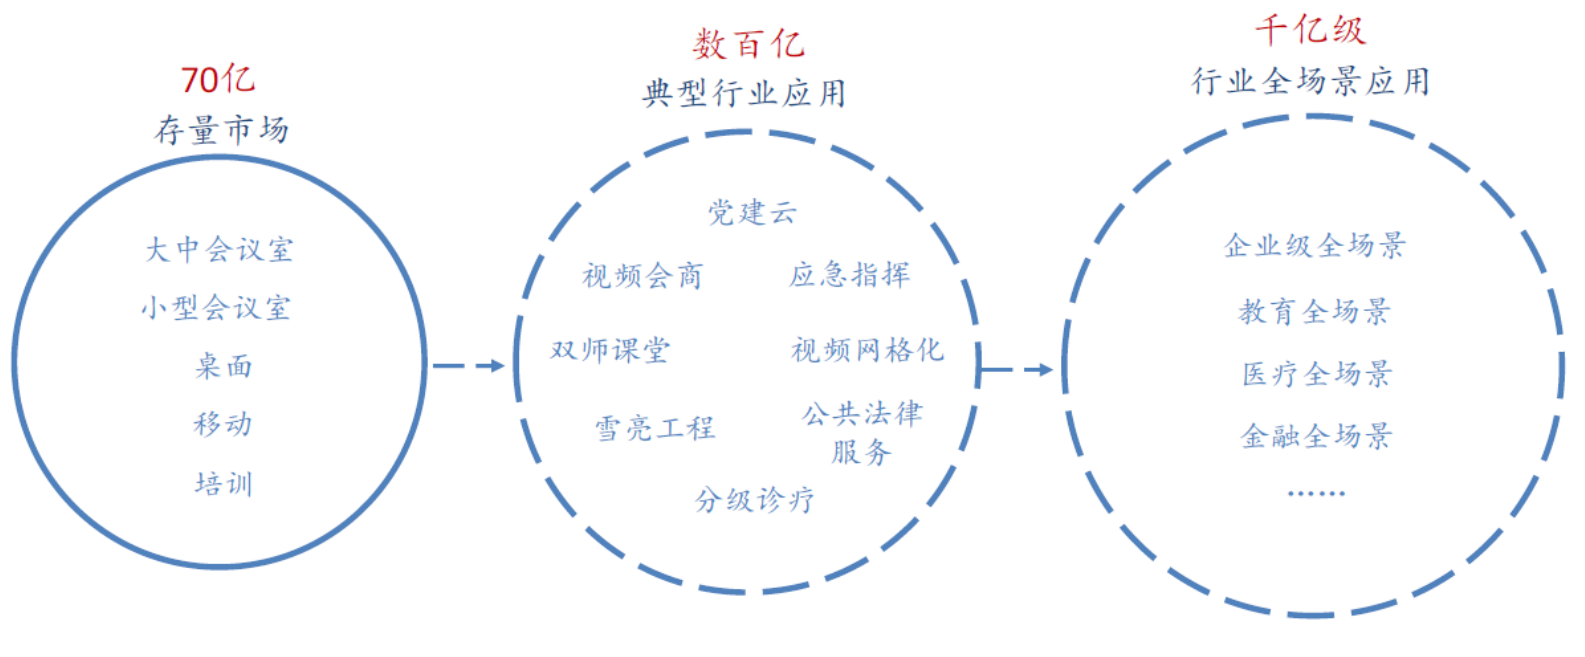 70亿
存量市场
大中会议室
小型会议室
桌面
移动
培训
数百亿
典型行业应用
党建云
视频会商
应急指挥
双师课堂
视频网格化
雪亮工程
公共法律
服务
分级诊疗
千亿级
行业全场景应用
企业级全场景
教育全场景
医疗全场景
金融全场景
……